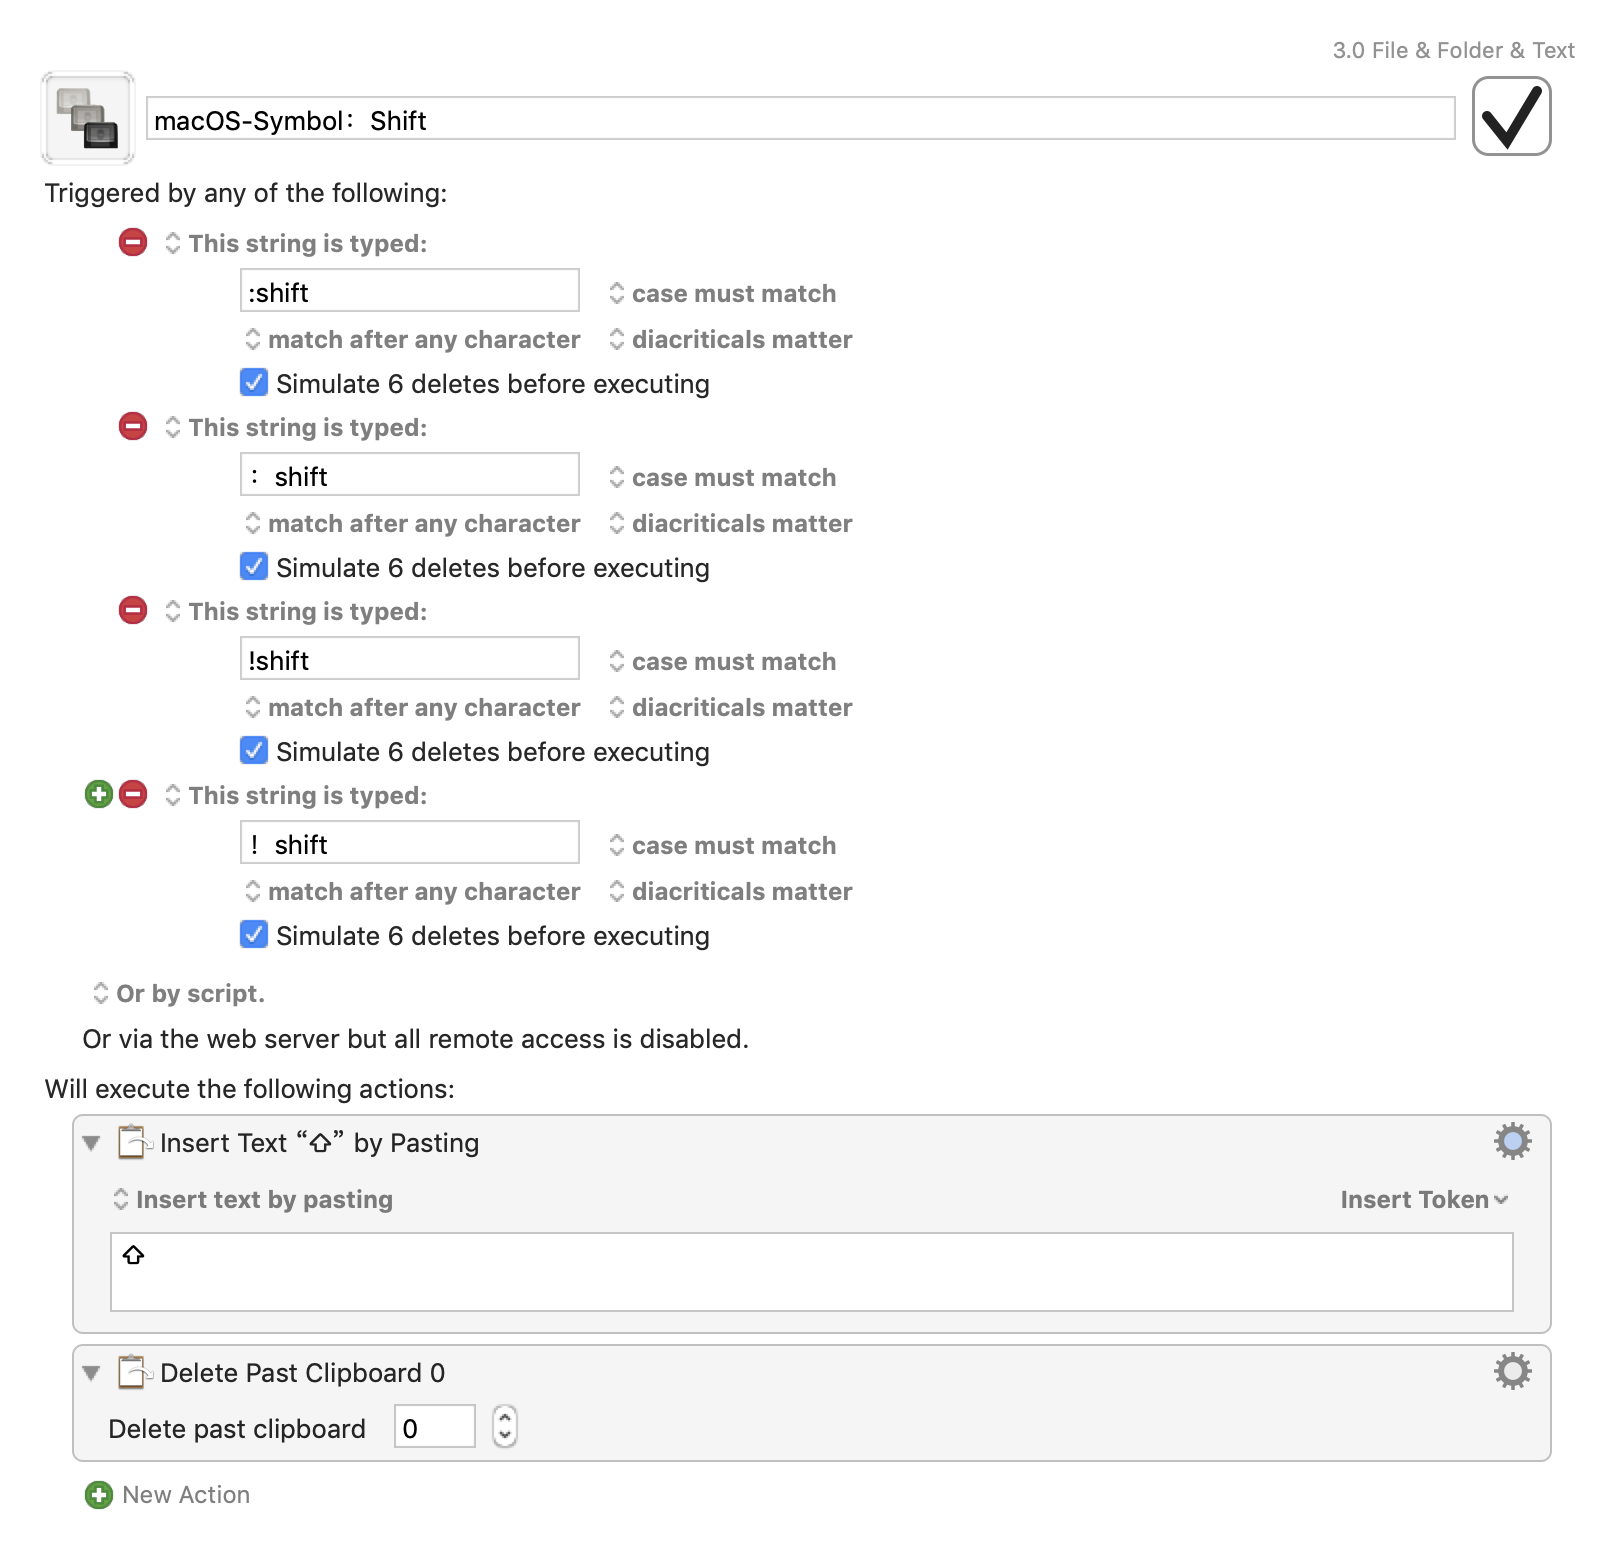 3.0 File & Folder & Text
macOS-Symbol：Shift
Triggered by any of the following:
This string is typed:
:shift case must match
match after any character diacriticals matter
Simulate 6 deletes before executing
This string is typed:
：shift case must match
match after any character diacriticals matter
Simulate 6 deletes before executing
This string is typed:
!shift case must match
match after any character diacriticals matter
Simulate 6 deletes before executing
This string is typed:
！shift case must match
match after any character diacriticals matter
Simulate 6 deletes before executing
Or by script.
Or via the web server but all remote access is disabled.
Will execute the following actions:
Insert Text “⇧” by Pasting
Insert text by pasting Insert Token
⇧
Delete Past Clipboard 0
Delete past clipboard 0
New Action